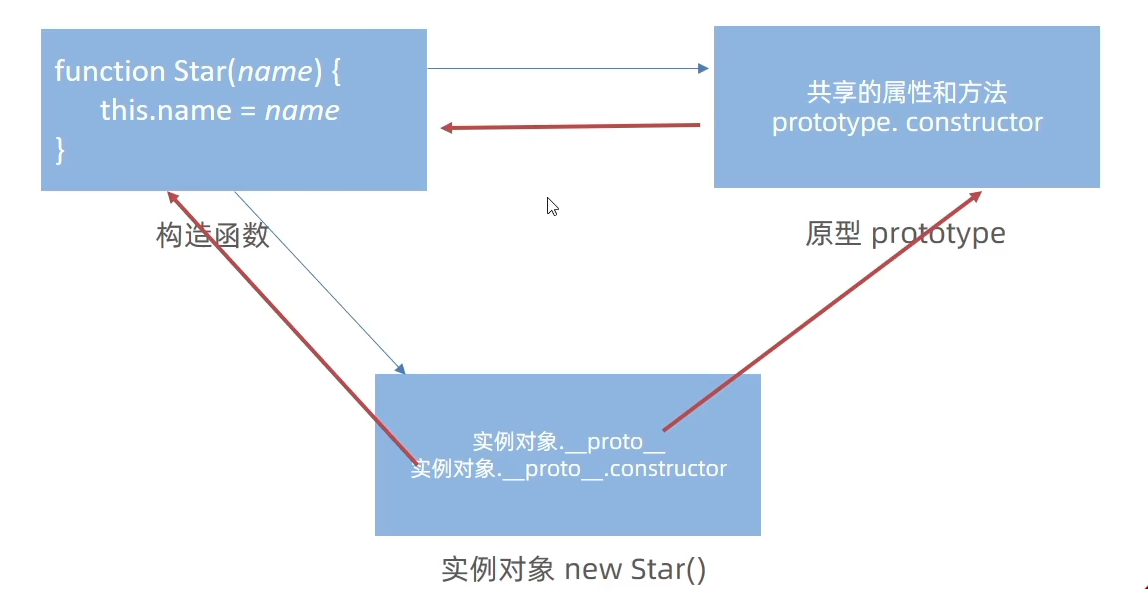 function Star(name) {
this.name = name
}
构造函数
共享的属性和方法
prototype. constructor
原型 prototype
实例对象.__proto__
实例对象.__proto__.constructor
实例对象 new Star()